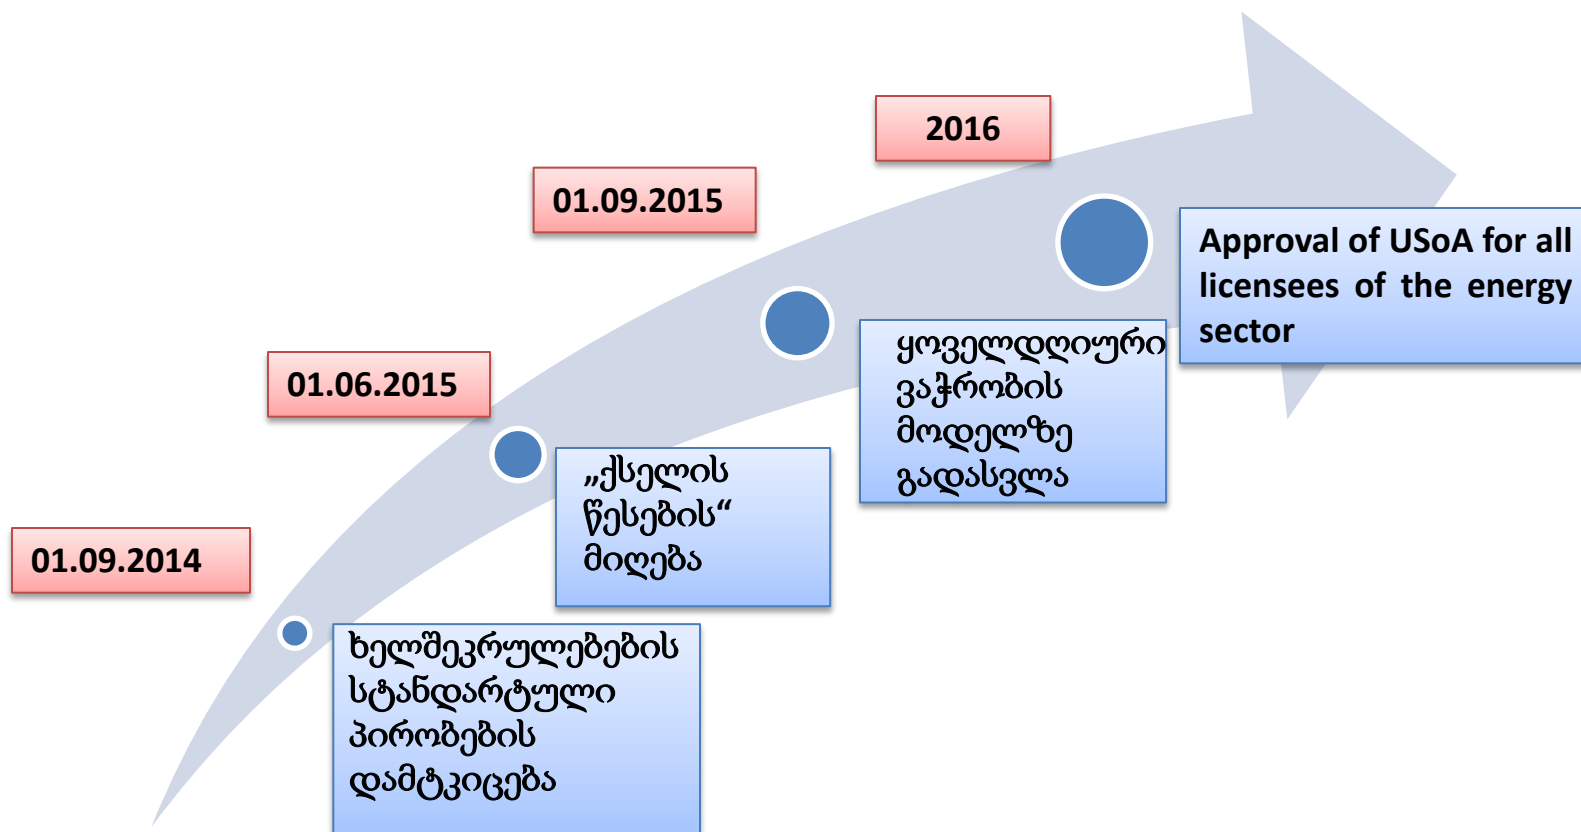 2016
01.09.2015
Approval of USoA for all
licensees of the energy
sector
01.06.2015
ყოველდღიური
ვაჭრობის
მოდელზე
გადასვლა
„ქსელის
წესების“
მიღება
01.09.2014
ხელშეკრულებების
სტანდარტული
პირობების
დამტკიცება